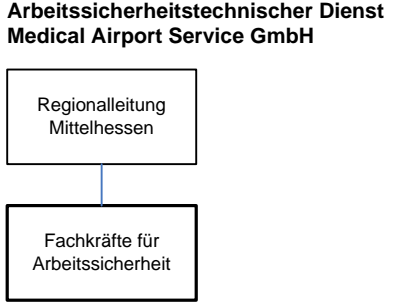 Arbeitssicherheitstechnischer Dienst
Medical Airport Service GmbH
Regionalleitung
Mittelhessen
Fachkräfte für
Arbeitssicherheit